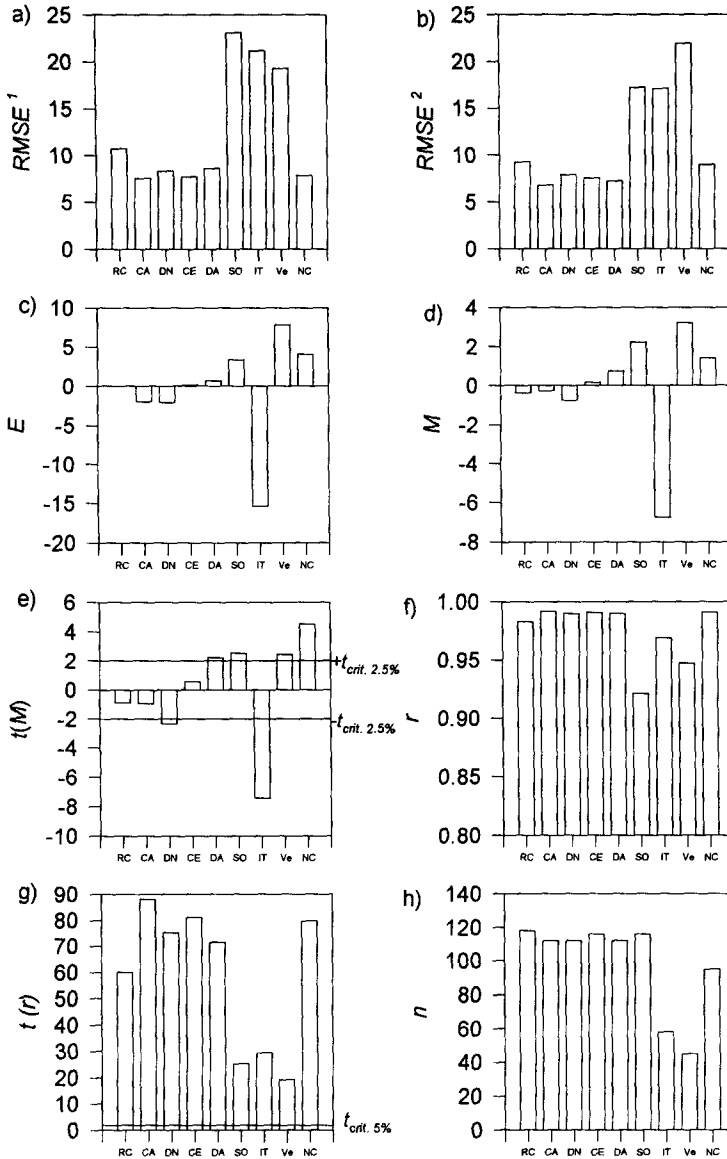 a)
RMSE 1
25
20
15
10
5
0
RC CA DN CE DA SO IT Ve NC
b)
RMSE 2
25
20
15
10
5
0
RC CA DN CE DA SO IT Ve NC
c)
E
10
5
0
-5
-10
-15
-20
RC CA DN CE DA SO IT Ve NC
d)
M
4
2
0
-2
-4
-6
-8
RC CA DN CE DA SO IT Ve NC
e)
t(M)
6
4
2
0
-2
-4
-6
-8
-10
+tcrit. 2.5%
-tcrit. 2.5%
RC CA DN CE DA SO IT Ve NC
f)
r
1.00
0.95
0.90
0.85
0.80
RC CA DN CE DA SO IT Ve NC
g)
t (r)
90
80
70
60
50
40
30
20
10
0
tcrit. 5%
RC CA DN CE DA SO IT Ve NC
h)
n
140
120
100
80
60
40
20
0
RC CA DN CE DA SO IT Ve NC